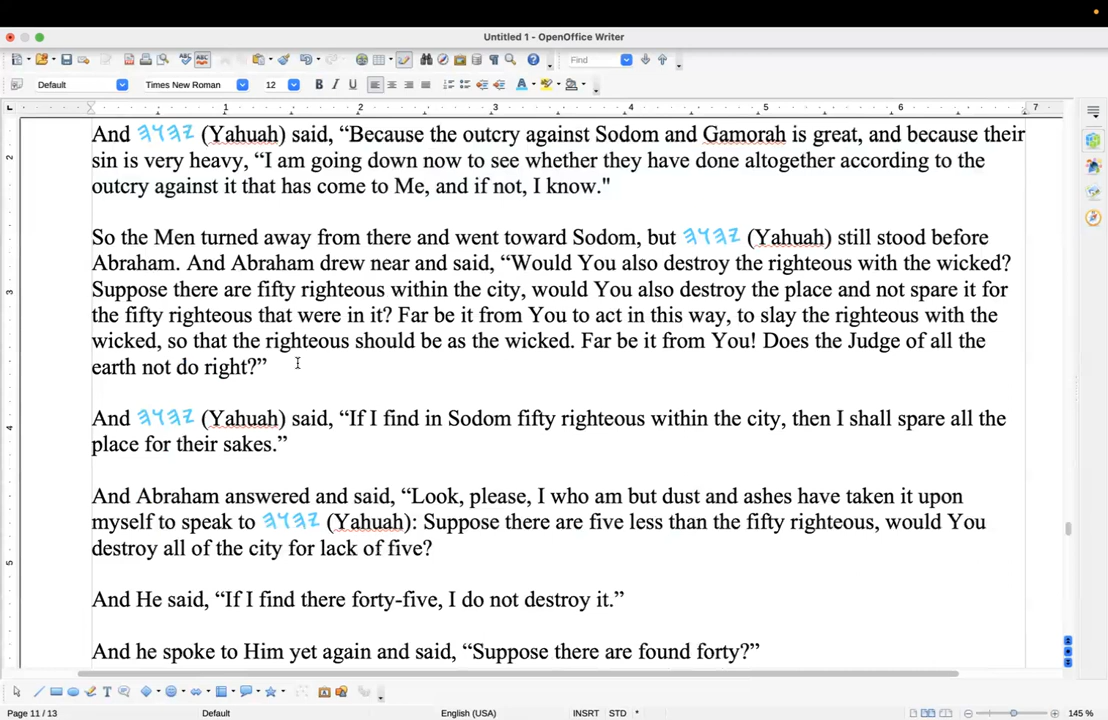 Untitled 1 - OpenOffice Writer
Find
Default Times New Roman 12 B I U A
1 2 3 4 5 6 7
And 𐤉𐤄𐤅𐤄 (Yahuah) said, “Because the outcry against Sodom and Gamorah is great, and because their
sin is very heavy, “I am going down now to see whether they have done altogether according to the
outcry against it that has come to Me, and if not, I know."
So the Men turned away from there and went toward Sodom, but 𐤉𐤄𐤅𐤄 (Yahuah) still stood before
Abraham. And Abraham drew near and said, “Would You also destroy the righteous with the wicked?
Suppose there are fifty righteous within the city, would You also destroy the place and not spare it for
the fifty righteous that were in it? Far be it from You to act in this way, to slay the righteous with the
wicked, so that the righteous should be as the wicked. Far be it from You! Does the Judge of all the
earth not do right?”
And 𐤉𐤄𐤅𐤄 (Yahuah) said, “If I find in Sodom fifty righteous within the city, then I shall spare all the
place for their sakes.”
And Abraham answered and said, “Look, please, I who am but dust and ashes have taken it upon
myself to speak to 𐤉𐤄𐤅𐤄 (Yahuah): Suppose there are five less than the fifty righteous, would You
destroy all of the city for lack of five?
And He said, “If I find there forty-five, I do not destroy it.”
And he spoke to Him yet again and said, “Suppose there are found forty?”
2
3
4
5
Page 11 / 13 Default English (USA) INSRT STD * 145 %